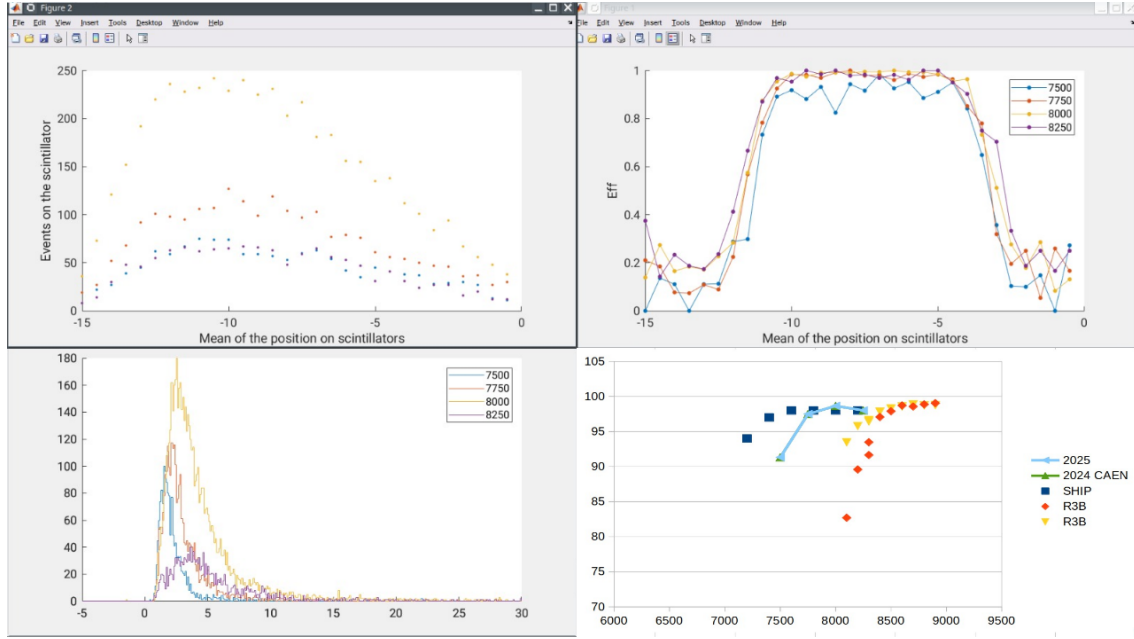 Figure 2
File Edit View Insert Tools Desktop Window Help
250
200
150
100
50
0
-15 -10 -5 0
Events on the scintillator
Mean of the position on scintillators
Figure 1
File Edit View Insert Tools Desktop Window Help
1
0.8
0.6
0.4
0.2
0
-15 -10 -5 0
Eff
Mean of the position on scintillators
7500
7750
8000
8250
180
160
140
120
100
80
60
40
20
0
-5 0 5 10 15 20 25 30
7500
7750
8000
8250
105
100
95
90
85
80
75
70
6000 6500 7000 7500 8000 8500 9000 9500
2025
2024 CAEN
SHIP
R3B
R3B